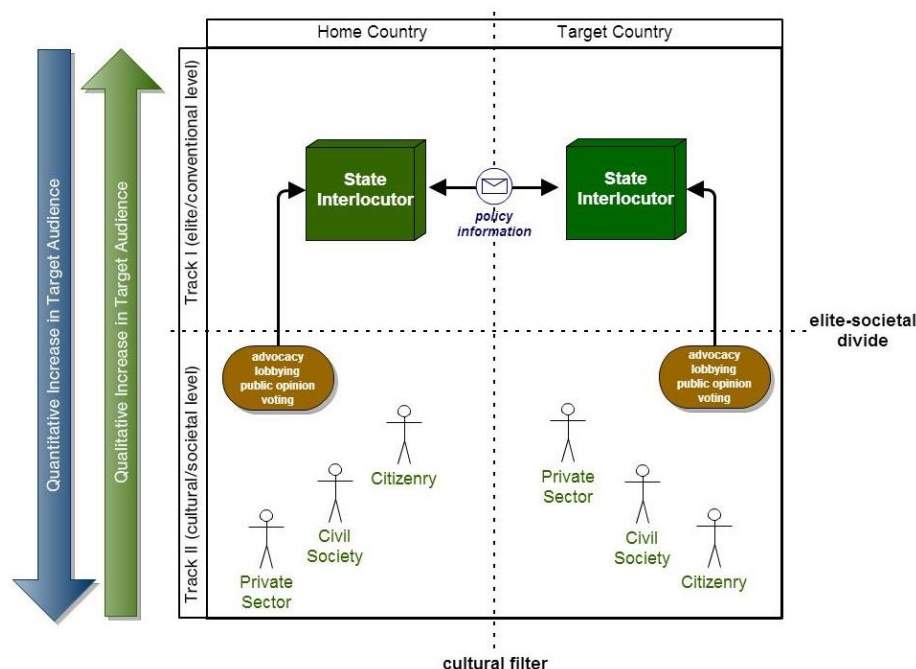 Home Country
Target Country
Quantitative Increase in Target Audience
Qualitative Increase in Target Audience
Track I (elite/conventional level)
State
Interlocutor
policy
information
State
Interlocutor
elite-societal
divide
Track II (cultural/societal level)
advocacy
lobbying
public opinion
voting
advocacy
lobbying
public opinion
voting
Citizenry
Civil
Society
Private
Sector
Private
Sector
Civil
Society
Citizenry
cultural filter